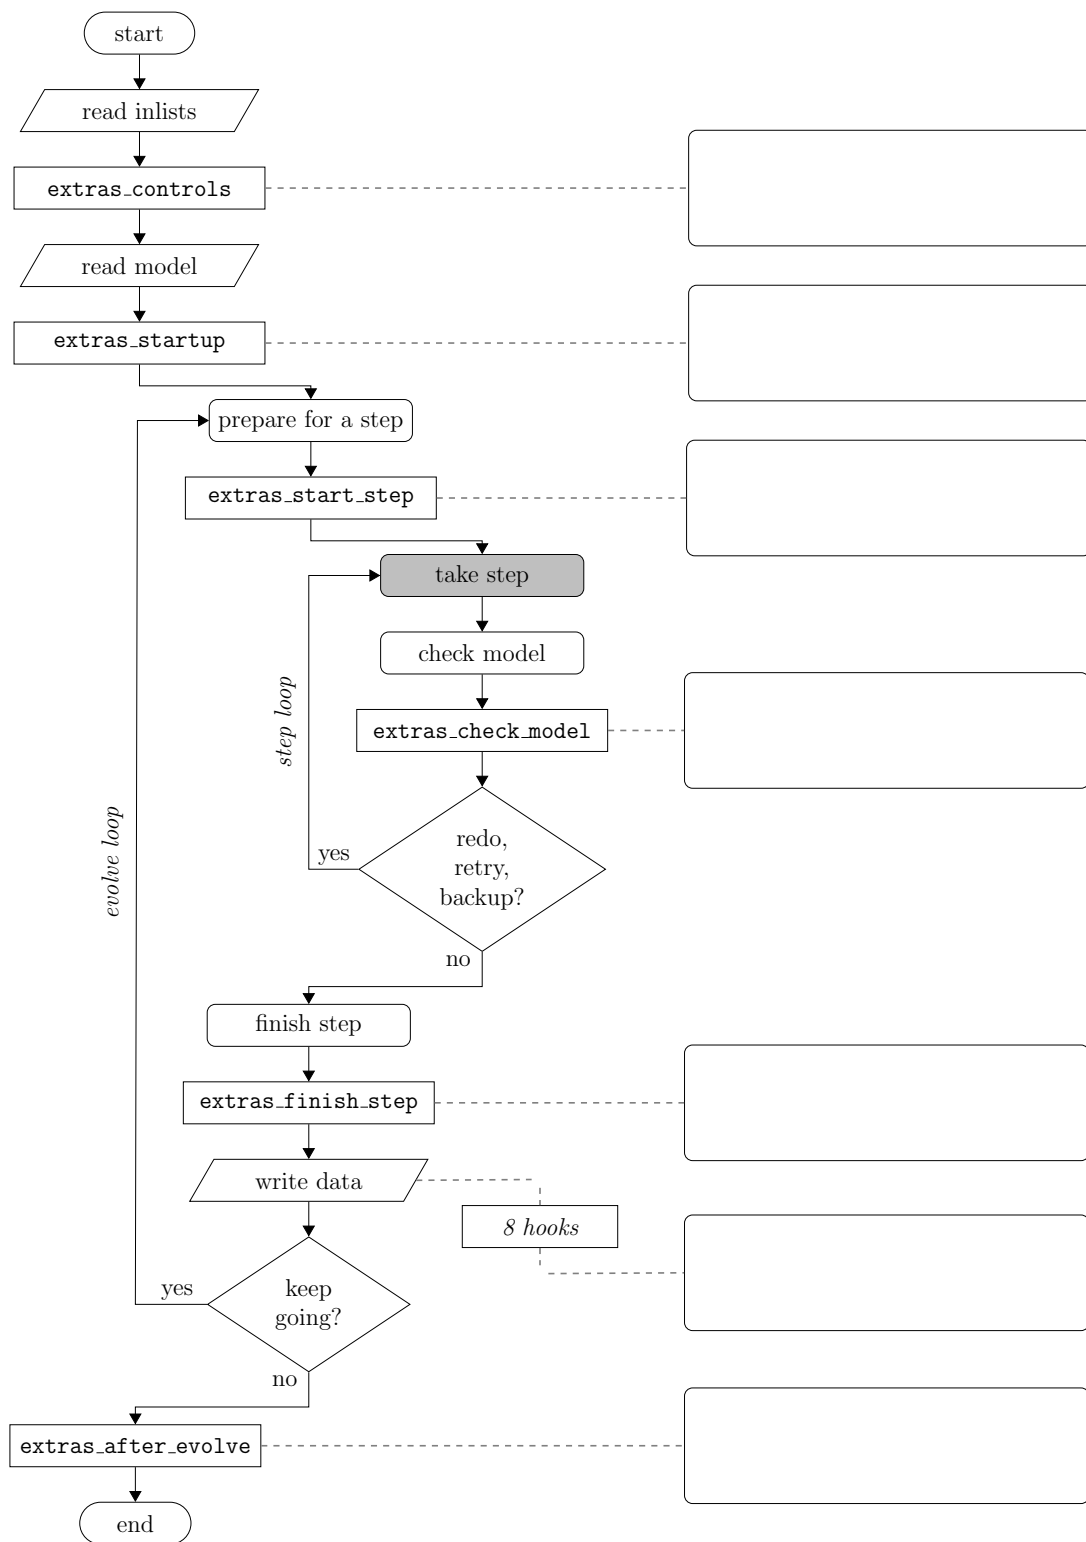 start
read inlists
extras_controls
read model
extras_startup
prepare for a step
extras_start_step
take step
check model
step loop
extras_check_model
evolve loop
redo,
yes
retry,
backup?
no
finish step
extras_finish_step
write data
8 hooks
yes
keep
going?
no
extras_after_evolve
end